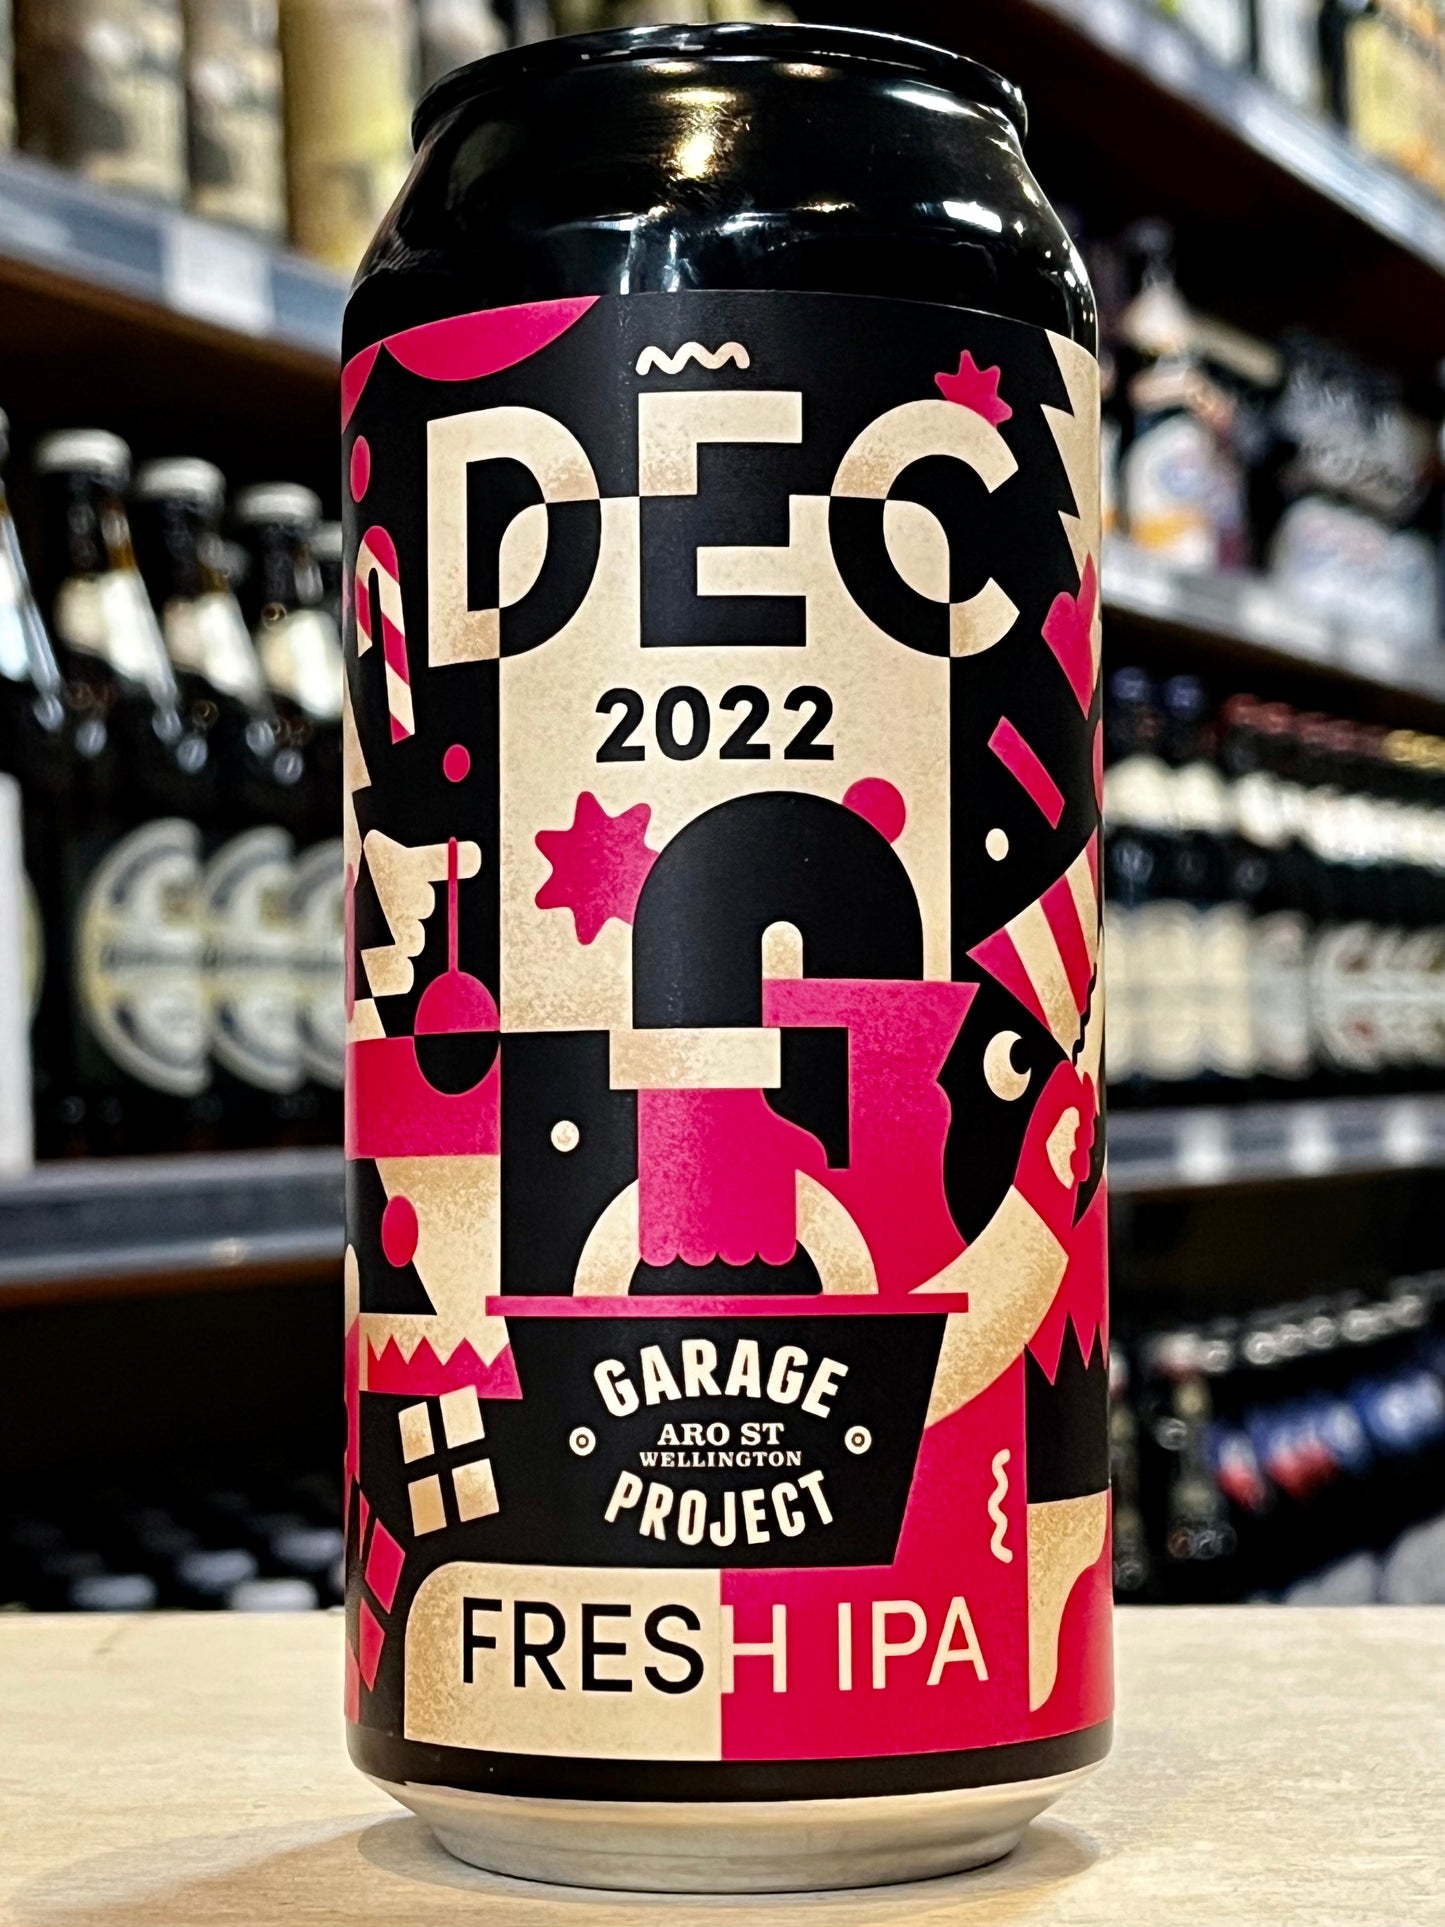 DEC
2022
GARAGE
ARO ST
WELLINGTON
PROJECT
FRESH IPA